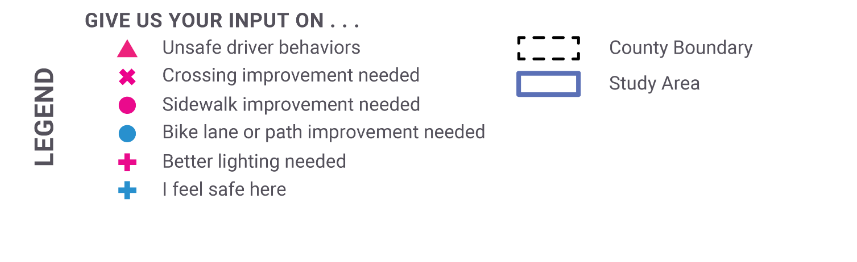 GIVE US YOUR INPUT ON . . .
LEGEND
Unsafe driver behaviors
Crossing improvement needed
Sidewalk improvement needed
Bike lane or path improvement needed
Better lighting needed
I feel safe here
County Boundary
Study Area